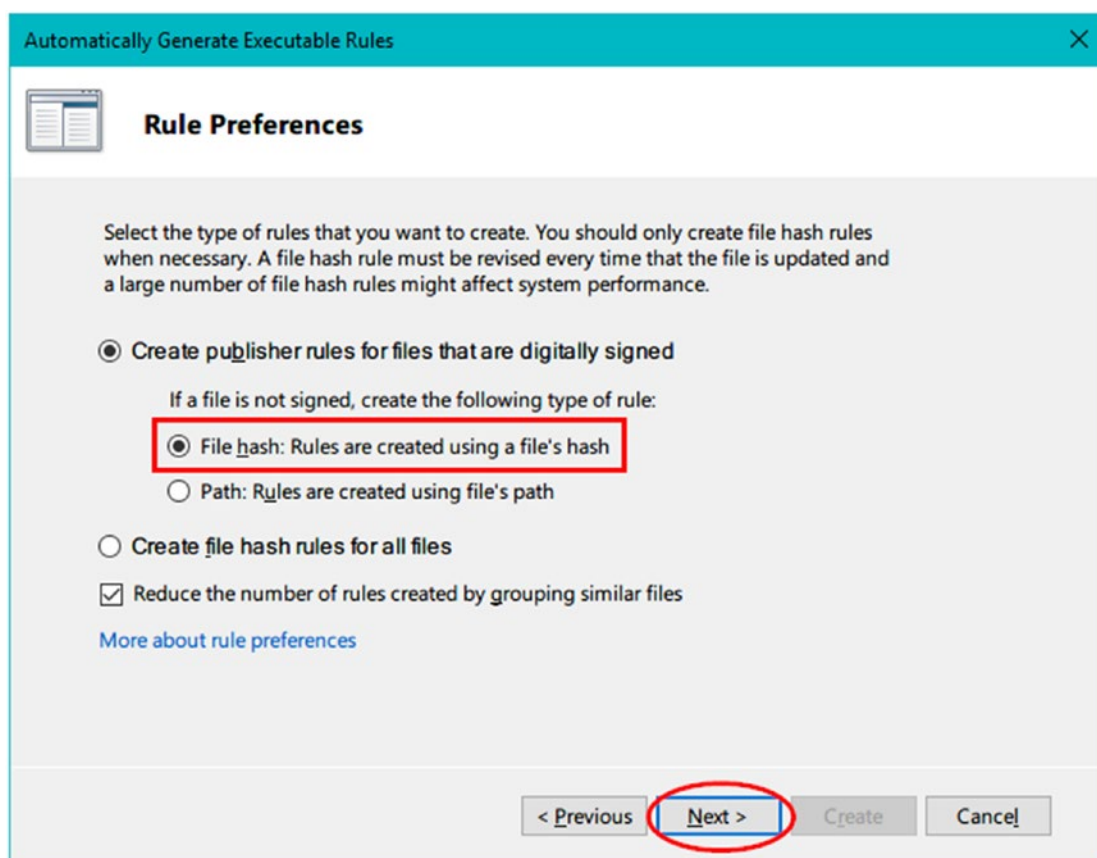 Automatically Generate Executable Rules
Rule Preferences
Select the type of rules that you want to create. You should only create file hash rules
when necessary. A file hash rule must be revised every time that the file is updated and
a large number of file hash rules might affect system performance.
Create publisher rules for files that are digitally signed
If a file is not signed, create the following type of rule:
File hash: Rules are created using a file's hash
Path: Rules are created using file's path
Create file hash rules for all files
Reduce the number of rules created by grouping similar files
More about rule preferences
< Previous Next > Create Cancel